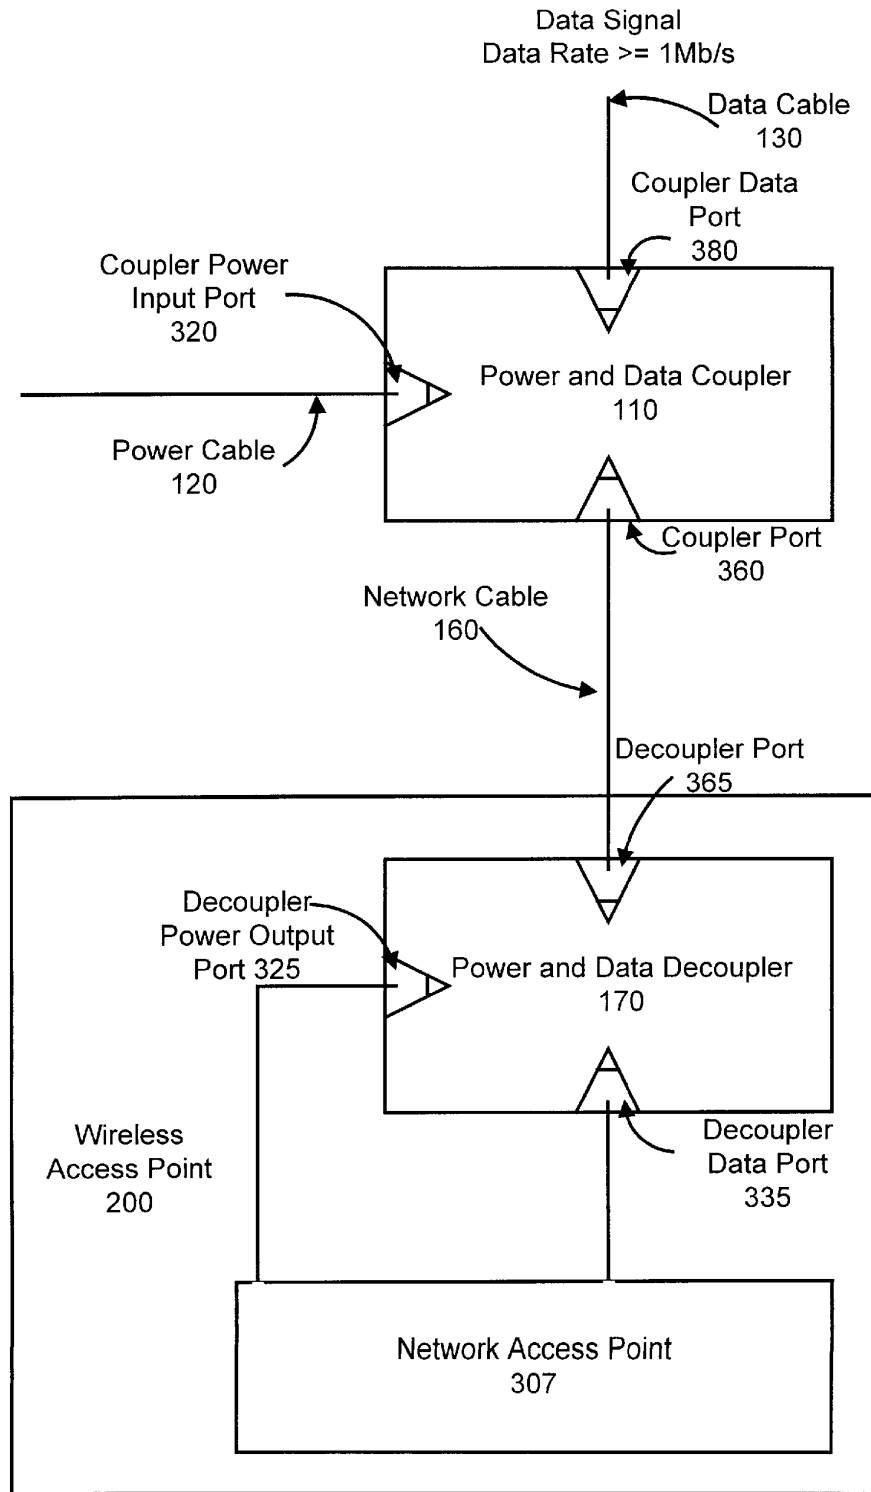 Data Signal
Data Rate >= 1Mb/s
Data Cable
130
Coupler Data
Port
380
Coupler Power
Input Port
320
Power and Data Coupler
110
Power Cable
120
Coupler Port
360
Network Cable
160
Decoupler Port
365
Decoupler
Power Output
Port 325
Power and Data Decoupler
170
Wireless
Access Point
200
Decoupler
Data Port
335
Network Access Point
307